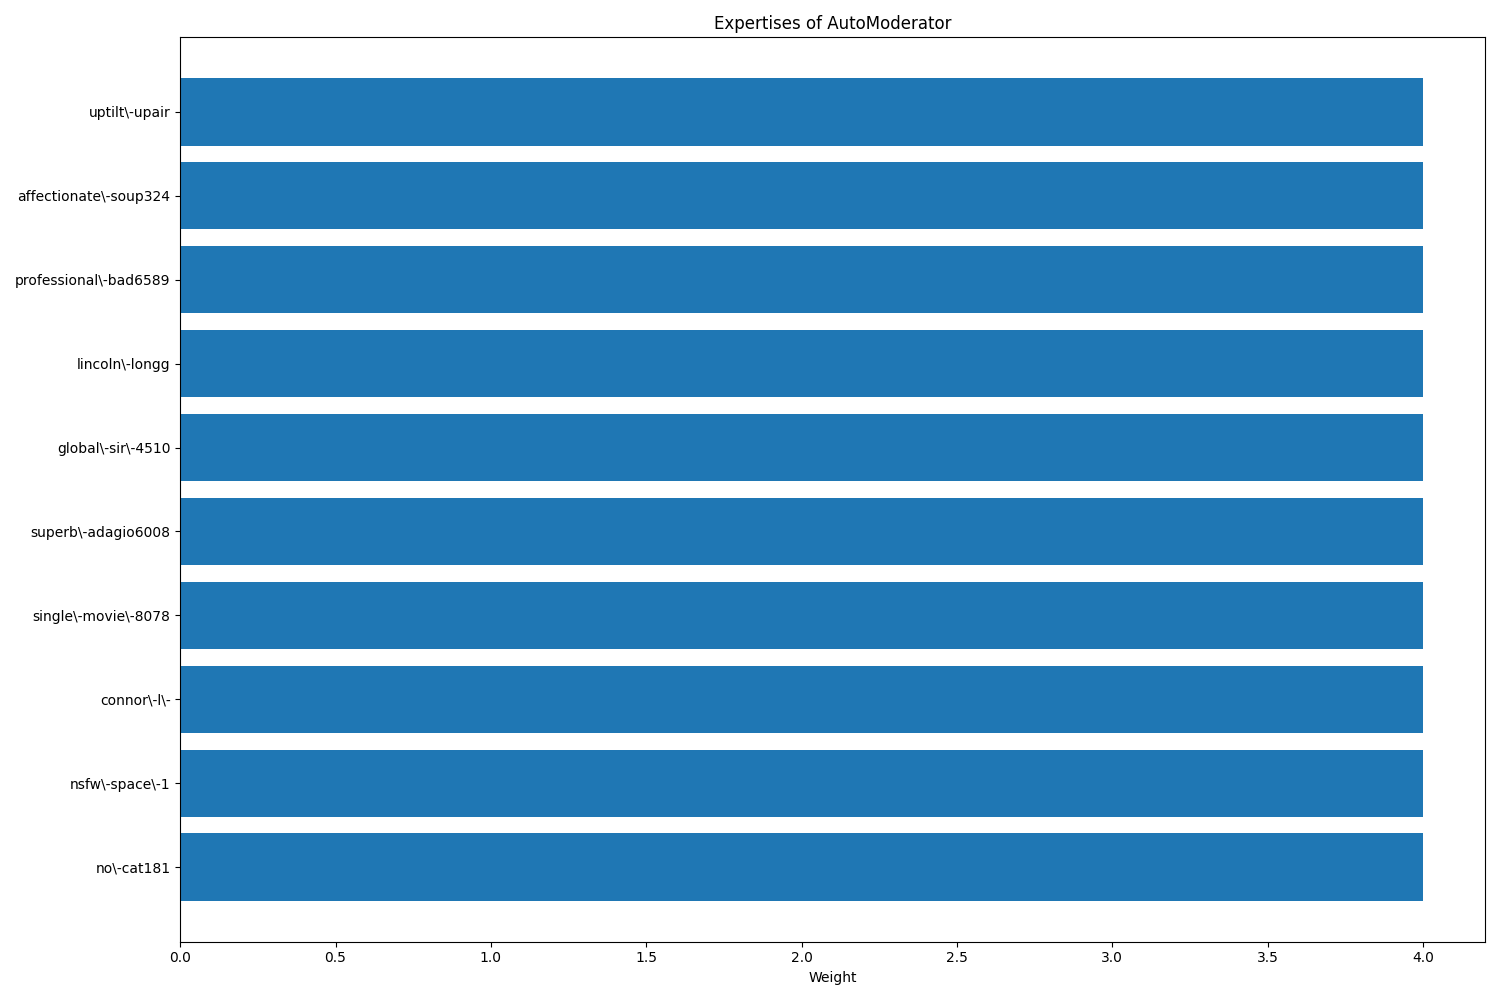 Expertises of AutoModerator
uptilt\-upair
affectionate\-soup324
professional\-bad6589
lincoln\-longg
global\-sir\-4510
superb\-adagio6008
single\-movie\-8078
connor\-l\-
nsfw\-space\-1
no\-cat181
0.0 0.5 1.0 1.5 2.0 2.5 3.0 3.5 4.0
Weight